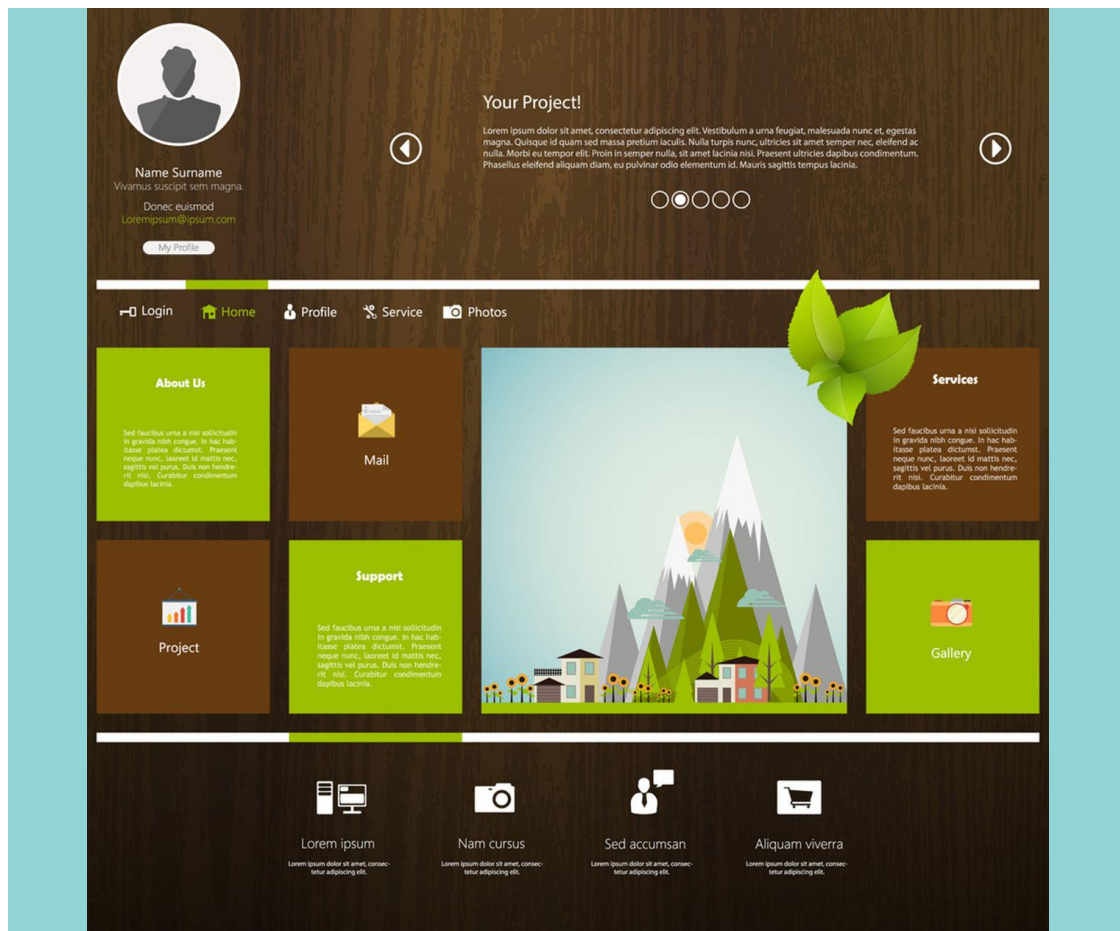 Name Surname
Vivamus suscipit sem magna.
Donec euismod
Loremipsum@ipsum.com
My Profile
Your Project!
Lorem ipsum dolor sit amet, consectetur adipiscing elit. Vestibulum a urna feugiat, malesuada nunc et, egestas
magna. Quisque id quam sed massa pretium iaculis. Nulla turpis nunc, ultricies sit amet semper nec, eleifend ac
nulla. Morbi eu tempor elit. Proin in semper nulla, sit amet lacinia nisi. Praesent ultricies dapibus condimentum.
Phasellus eleifend aliquam diam, eu pulvinar odio elementum id. Mauris sagittis tempus lacinia.
Login
Home
Profile
Service
Photos
About Us
Sed faucibus urna a nisi sollicitudin
in gravida nibh congue. In hac hab-
itasse platea dictumst. Praesent
neque nunc, laoreet id mattis nec,
sagittis vel purus. Duis non hendre-
rit nisi. Curabitur condimentum
dapibus lacinia.
Mail
Services
Sed faucibus urna a nisi sollicitudin
in gravida nibh congue. In hac hab-
itasse platea dictumst. Praesent
neque nunc, laoreet id mattis nec,
sagittis vel purus. Duis non hendre-
rit nisi. Curabitur condimentum
dapibus lacinia.
Project
Support
Sed faucibus urna a nisi sollicitudin
in gravida nibh congue. In hac hab-
itasse platea dictumst. Praesent
neque nunc, laoreet id mattis nec,
sagittis vel purus. Duis non hendre-
rit nisi. Curabitur condimentum
dapibus lacinia.
Gallery
Lorem ipsum
Lorem ipsum dolor sit amet, consec-
tetur adipiscing elit.
Nam cursus
Lorem ipsum dolor sit amet, consec-
tetur adipiscing elit.
Sed accumsan
Lorem ipsum dolor sit amet, consec-
tetur adipiscing elit.
Aliquam viverra
Lorem ipsum dolor sit amet, consec-
tetur adipiscing elit.